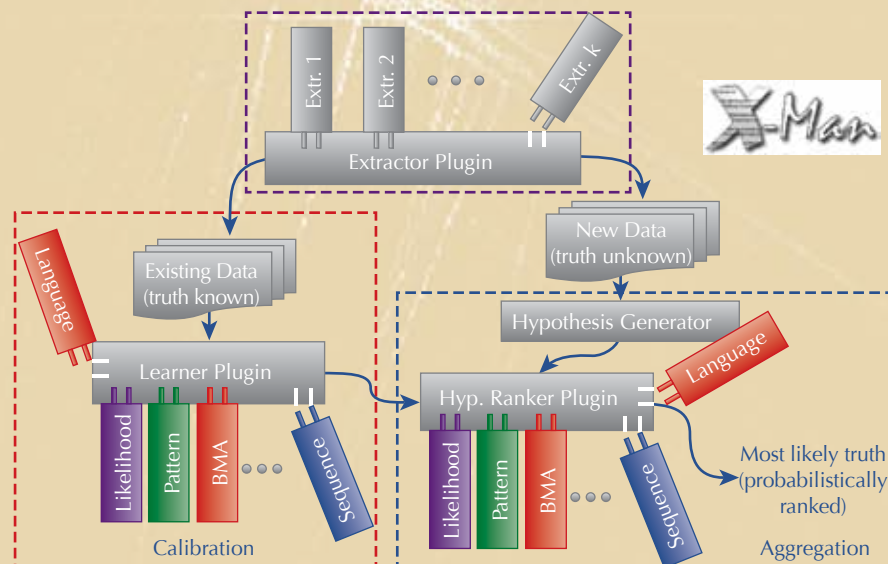 Extr. 1
Extr. 2
Extr. k
Extractor Plugin
X-Man
Existing Data
(truth known)
New Data
(truth unknown)
Language
Learner Plugin
Likelihood
Pattern
BMA
Sequence
Calibration
Hypothesis Generator
Language
Hyp. Ranker Plugin
Likelihood
Pattern
BMA
Sequence
Most likely truth
(probabilistically
ranked)
Aggregation